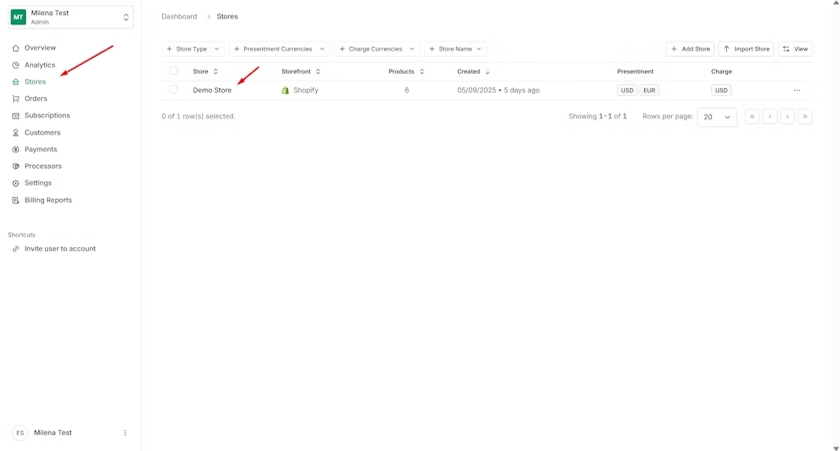 MT
Milena Test
Admin
Overview
Analytics
Stores
Orders
Subscriptions
Customers
Payments
Processors
Settings
Billing Reports
Shortcuts
Invite user to account
ES Milena Test
Dashboard > Stores
+ Store Type + Presentment Currencies + Charge Currencies + Store Name + Add Store Import Store View
Store Storefront Products Created Presentment Charge
Demo Store Shopify 6 05/09/2025 • 5 days ago USD EUR USD ...
0 of 1 row(s) selected. Showing 1-1 of 1 Rows per page: 20 « ‹ › »